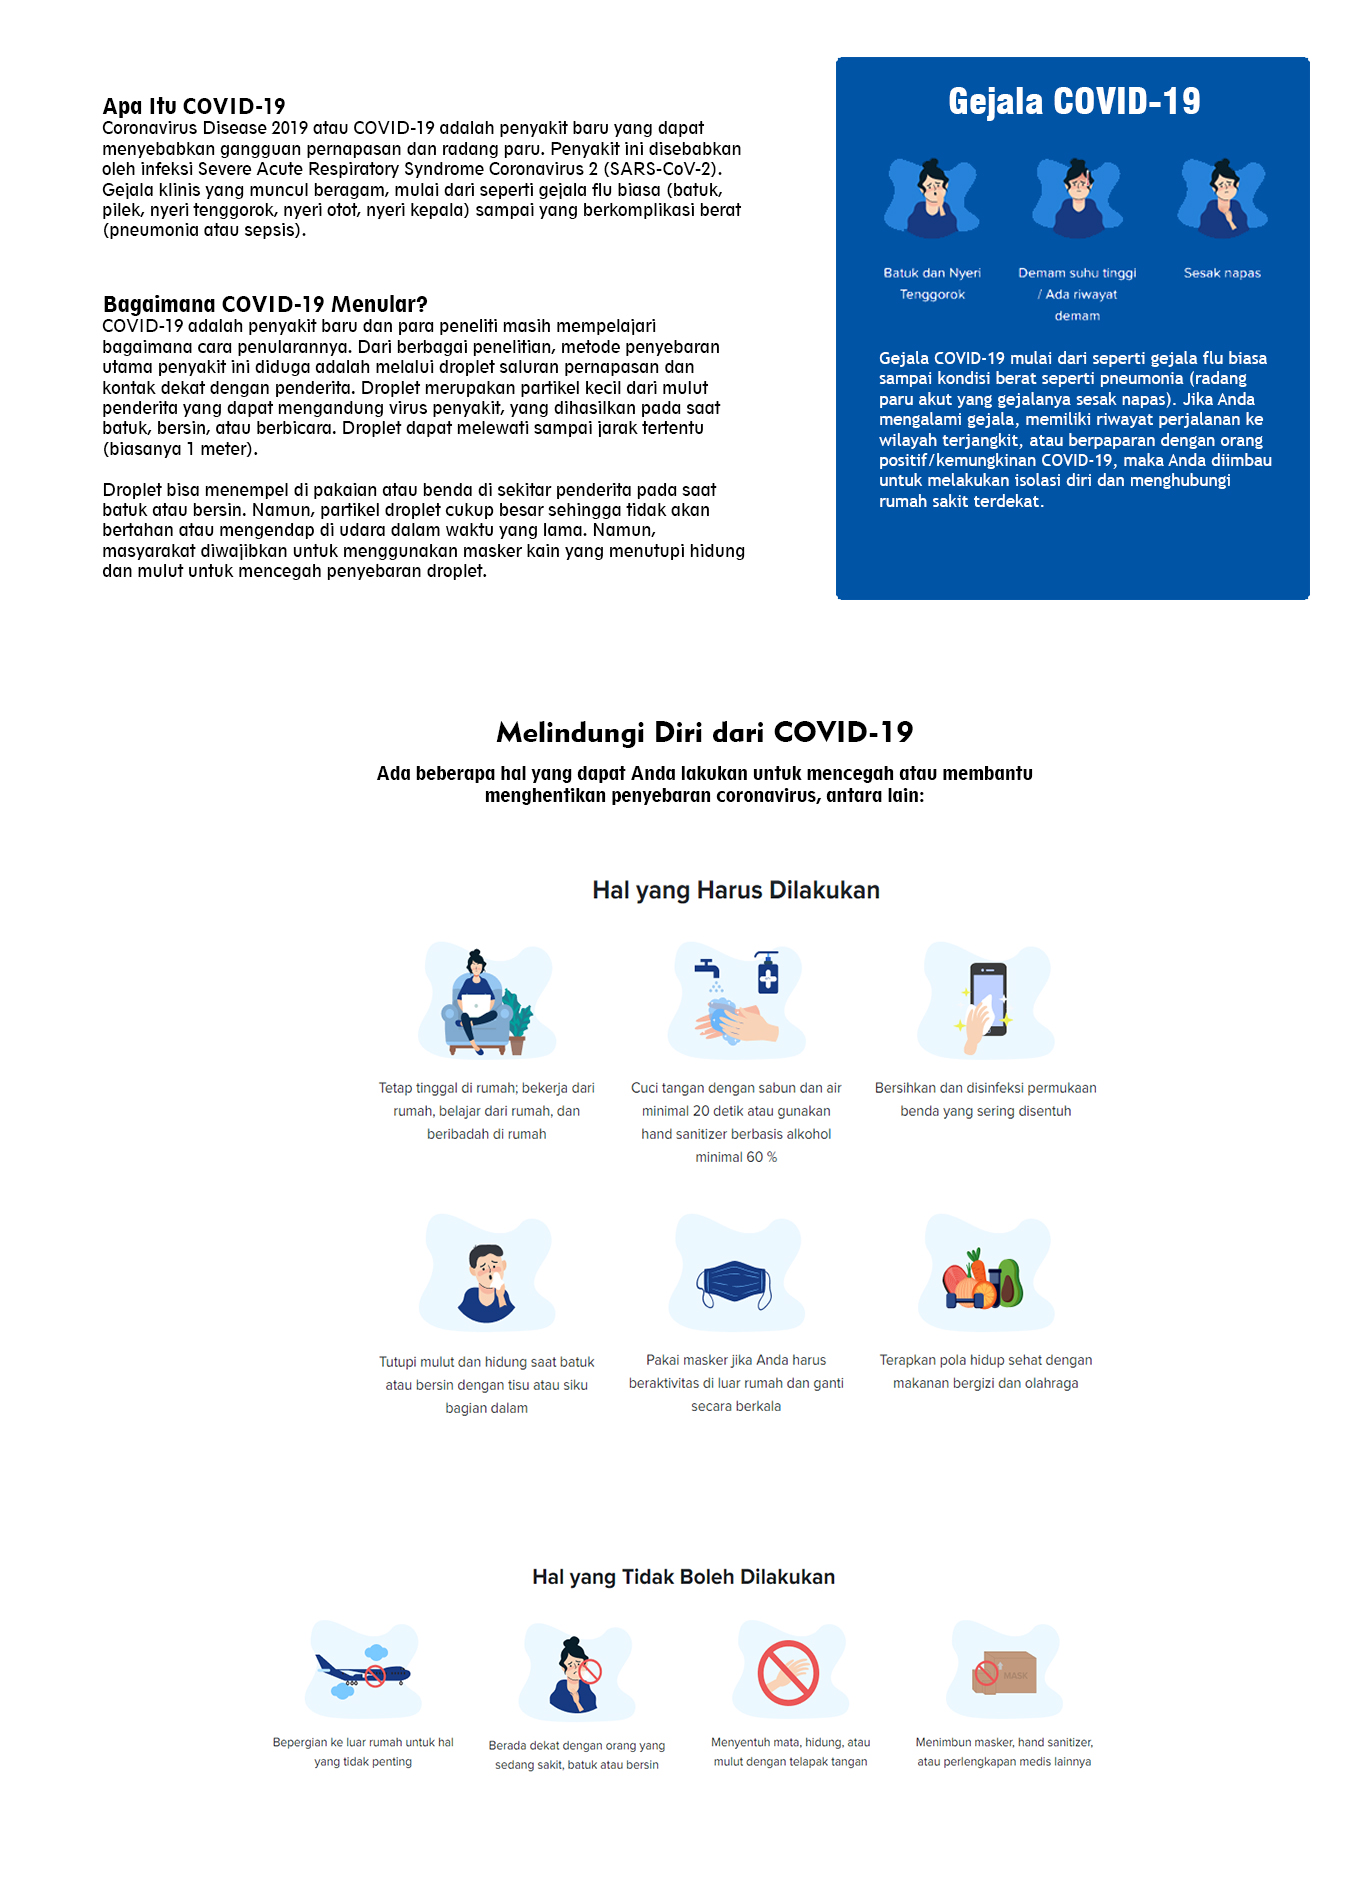 Apa Itu COVID-19
Coronavirus Disease 2019 atau COVID-19 adalah penyakit baru yang dapat
menyebabkan gangguan pernapasan dan radang paru. Penyakit ini disebabkan
oleh infeksi Severe Acute Respiratory Syndrome Coronavirus 2 (SARS-CoV-2).
Gejala klinis yang muncul beragam, mulai dari seperti gejala flu biasa (batuk,
pilek, nyeri tenggorok, nyeri otot, nyeri kepala) sampai yang berkomplikasi berat
(pneumonia atau sepsis).
Bagaimana COVID-19 Menular?
COVID-19 adalah penyakit baru dan para peneliti masih mempelajari
bagaimana cara penularannya. Dari berbagai penelitian, metode penyebaran
utama penyakit ini diduga adalah melalui droplet saluran pernapasan dan
kontak dekat dengan penderita. Droplet merupakan partikel kecil dari mulut
penderita yang dapat mengandung virus penyakit, yang dihasilkan pada saat
batuk, bersin, atau berbicara. Droplet dapat melewati sampai jarak tertentu
(biasanya 1 meter).
Droplet bisa menempel di pakaian atau benda di sekitar penderita pada saat
batuk atau bersin. Namun, partikel droplet cukup besar sehingga tidak akan
bertahan atau mengendap di udara dalam waktu yang lama. Namun,
masyarakat diwajibkan untuk menggunakan masker kain yang menutupi hidung
dan mulut untuk mencegah penyebaran droplet.
Gejala COVID-19
Batuk dan Nyeri
Tenggorok
Demam suhu tinggi
/ Ada riwayat
demam
Sesak napas
Gejala COVID-19 mulai dari seperti gejala flu biasa
sampai kondisi berat seperti pneumonia (radang
paru akut yang gejalanya sesak napas). Jika Anda
mengalami gejala, memiliki riwayat perjalanan ke
wilayah terjangkit, atau berpaparan dengan orang
positif/kemungkinan COVID-19, maka Anda diimbau
untuk melakukan isolasi diri dan menghubungi
rumah sakit terdekat.
Melindungi Diri dari COVID-19
Ada beberapa hal yang dapat Anda lakukan untuk mencegah atau membantu
menghentikan penyebaran coronavirus, antara lain:
Hal yang Harus Dilakukan
Tetap tinggal di rumah; bekerja dari
rumah, belajar dari rumah, dan
beribadah di rumah
Cuci tangan dengan sabun dan air
minimal 20 detik atau gunakan
hand sanitizer berbasis alkohol
minimal 60 %
Bersihkan dan disinfeksi permukaan
benda yang sering disentuh
Tutupi mulut dan hidung saat batuk
atau bersin dengan tisu atau siku
bagian dalam
Pakai masker jika Anda harus
beraktivitas di luar rumah dan ganti
secara berkala
Terapkan pola hidup sehat dengan
makanan bergizi dan olahraga
Hal yang Tidak Boleh Dilakukan
Bepergian ke luar rumah untuk hal
yang tidak penting
Berada dekat dengan orang yang
sedang sakit, batuk atau bersin
Menyentuh mata, hidung, atau
mulut dengan telapak tangan
MASK
Menimbun masker, hand sanitizer,
atau perlengkapan medis lainnya